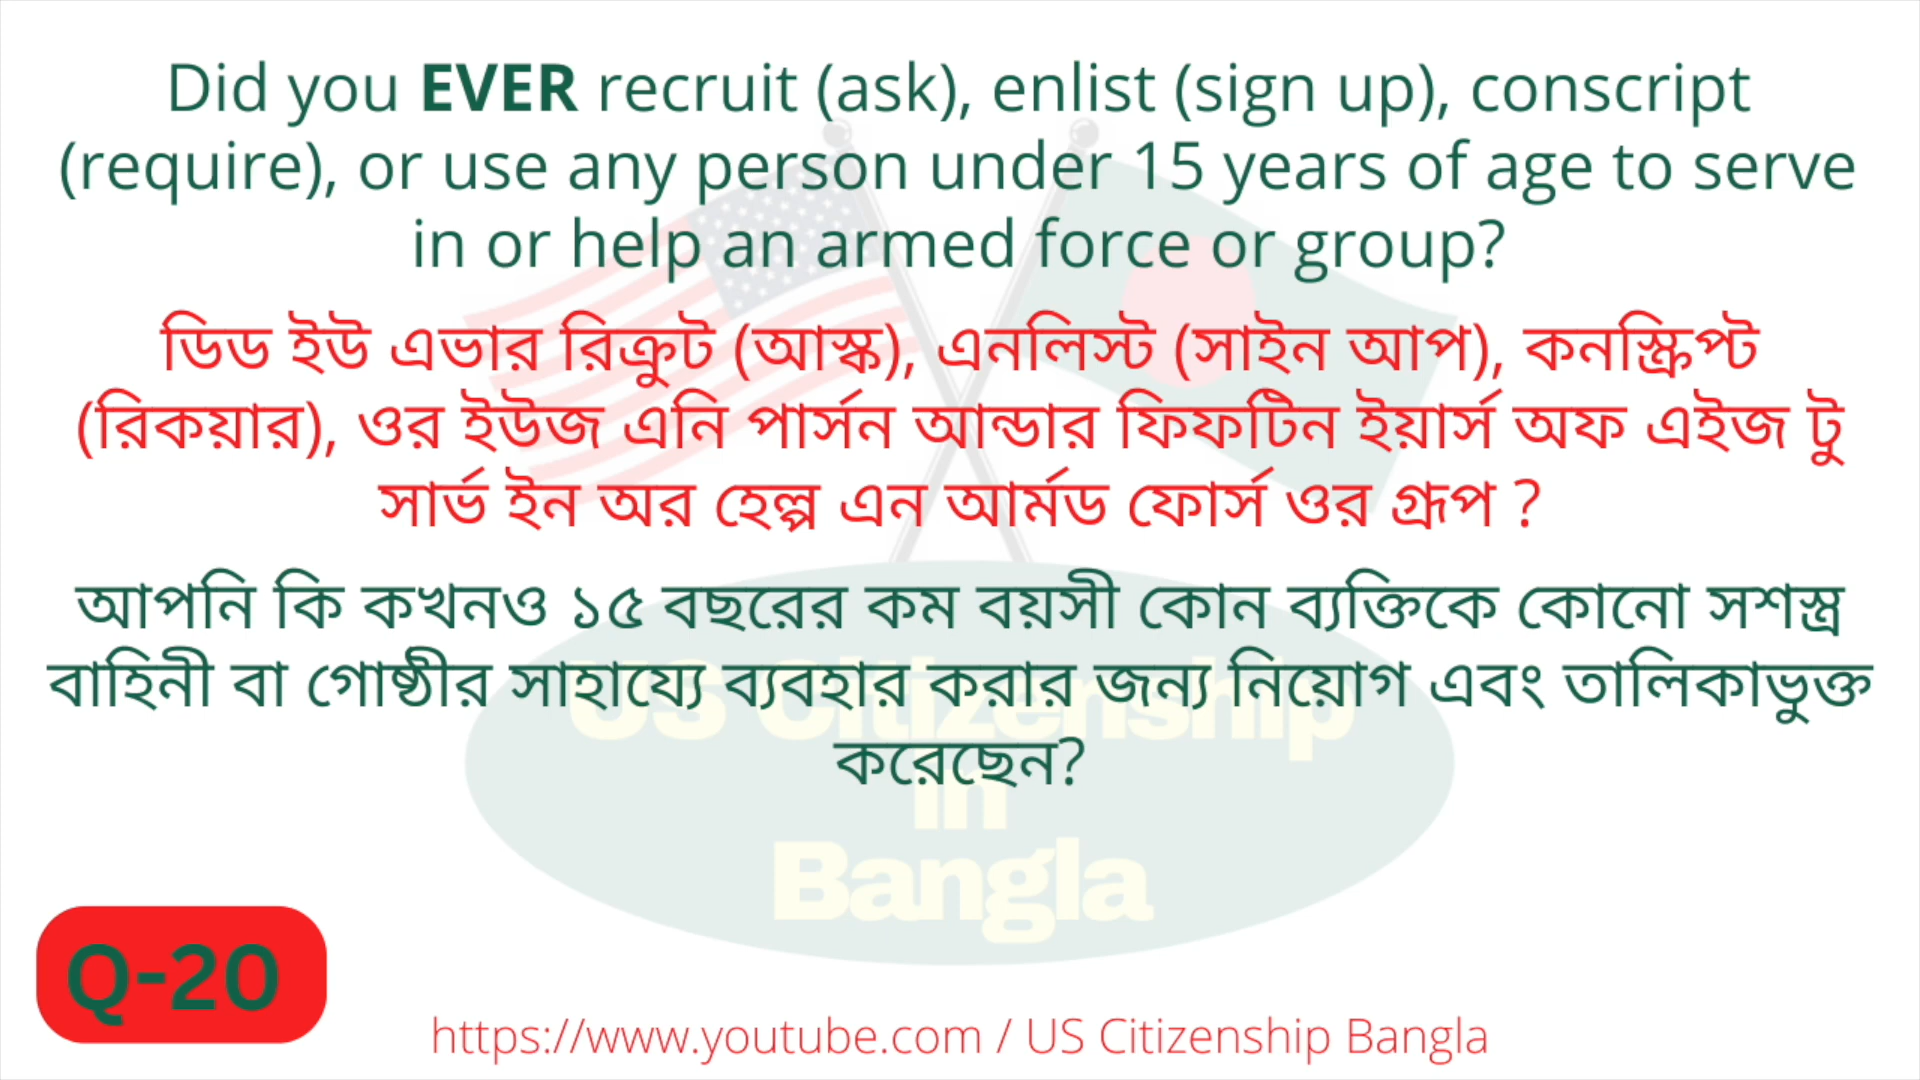 Did you EVER recruit (ask), enlist (sign up), conscript
(require), or use any person under 15 years of age to serve
in or help an armed force or group?
ডিড ইউ এভার রিক্রুট (আস্ক), এনলিস্ট (সাইন আপ), কনস্ক্রিপ্ট
(রিকয়ার), ওর ইউজ এনি পার্সন আন্ডার ফিফটিন ইয়ার্স অফ এইজ টু
সার্ভ ইন অর হেল্প এন আর্মড ফোর্স ওর গ্রূপ ?
আপনি কি কখনও ১৫ বছরের কম বয়সী কোন ব্যক্তিকে কোনো সশস্ত্র
বাহিনী বা গোষ্ঠীর সাহায্যে ব্যবহার করার জন্য নিয়োগ এবং তালিকাভুক্ত
করেছেন?
US Citizenship
in
Bangla
Q-20
https://www.youtube.com / US Citizenship Bangla